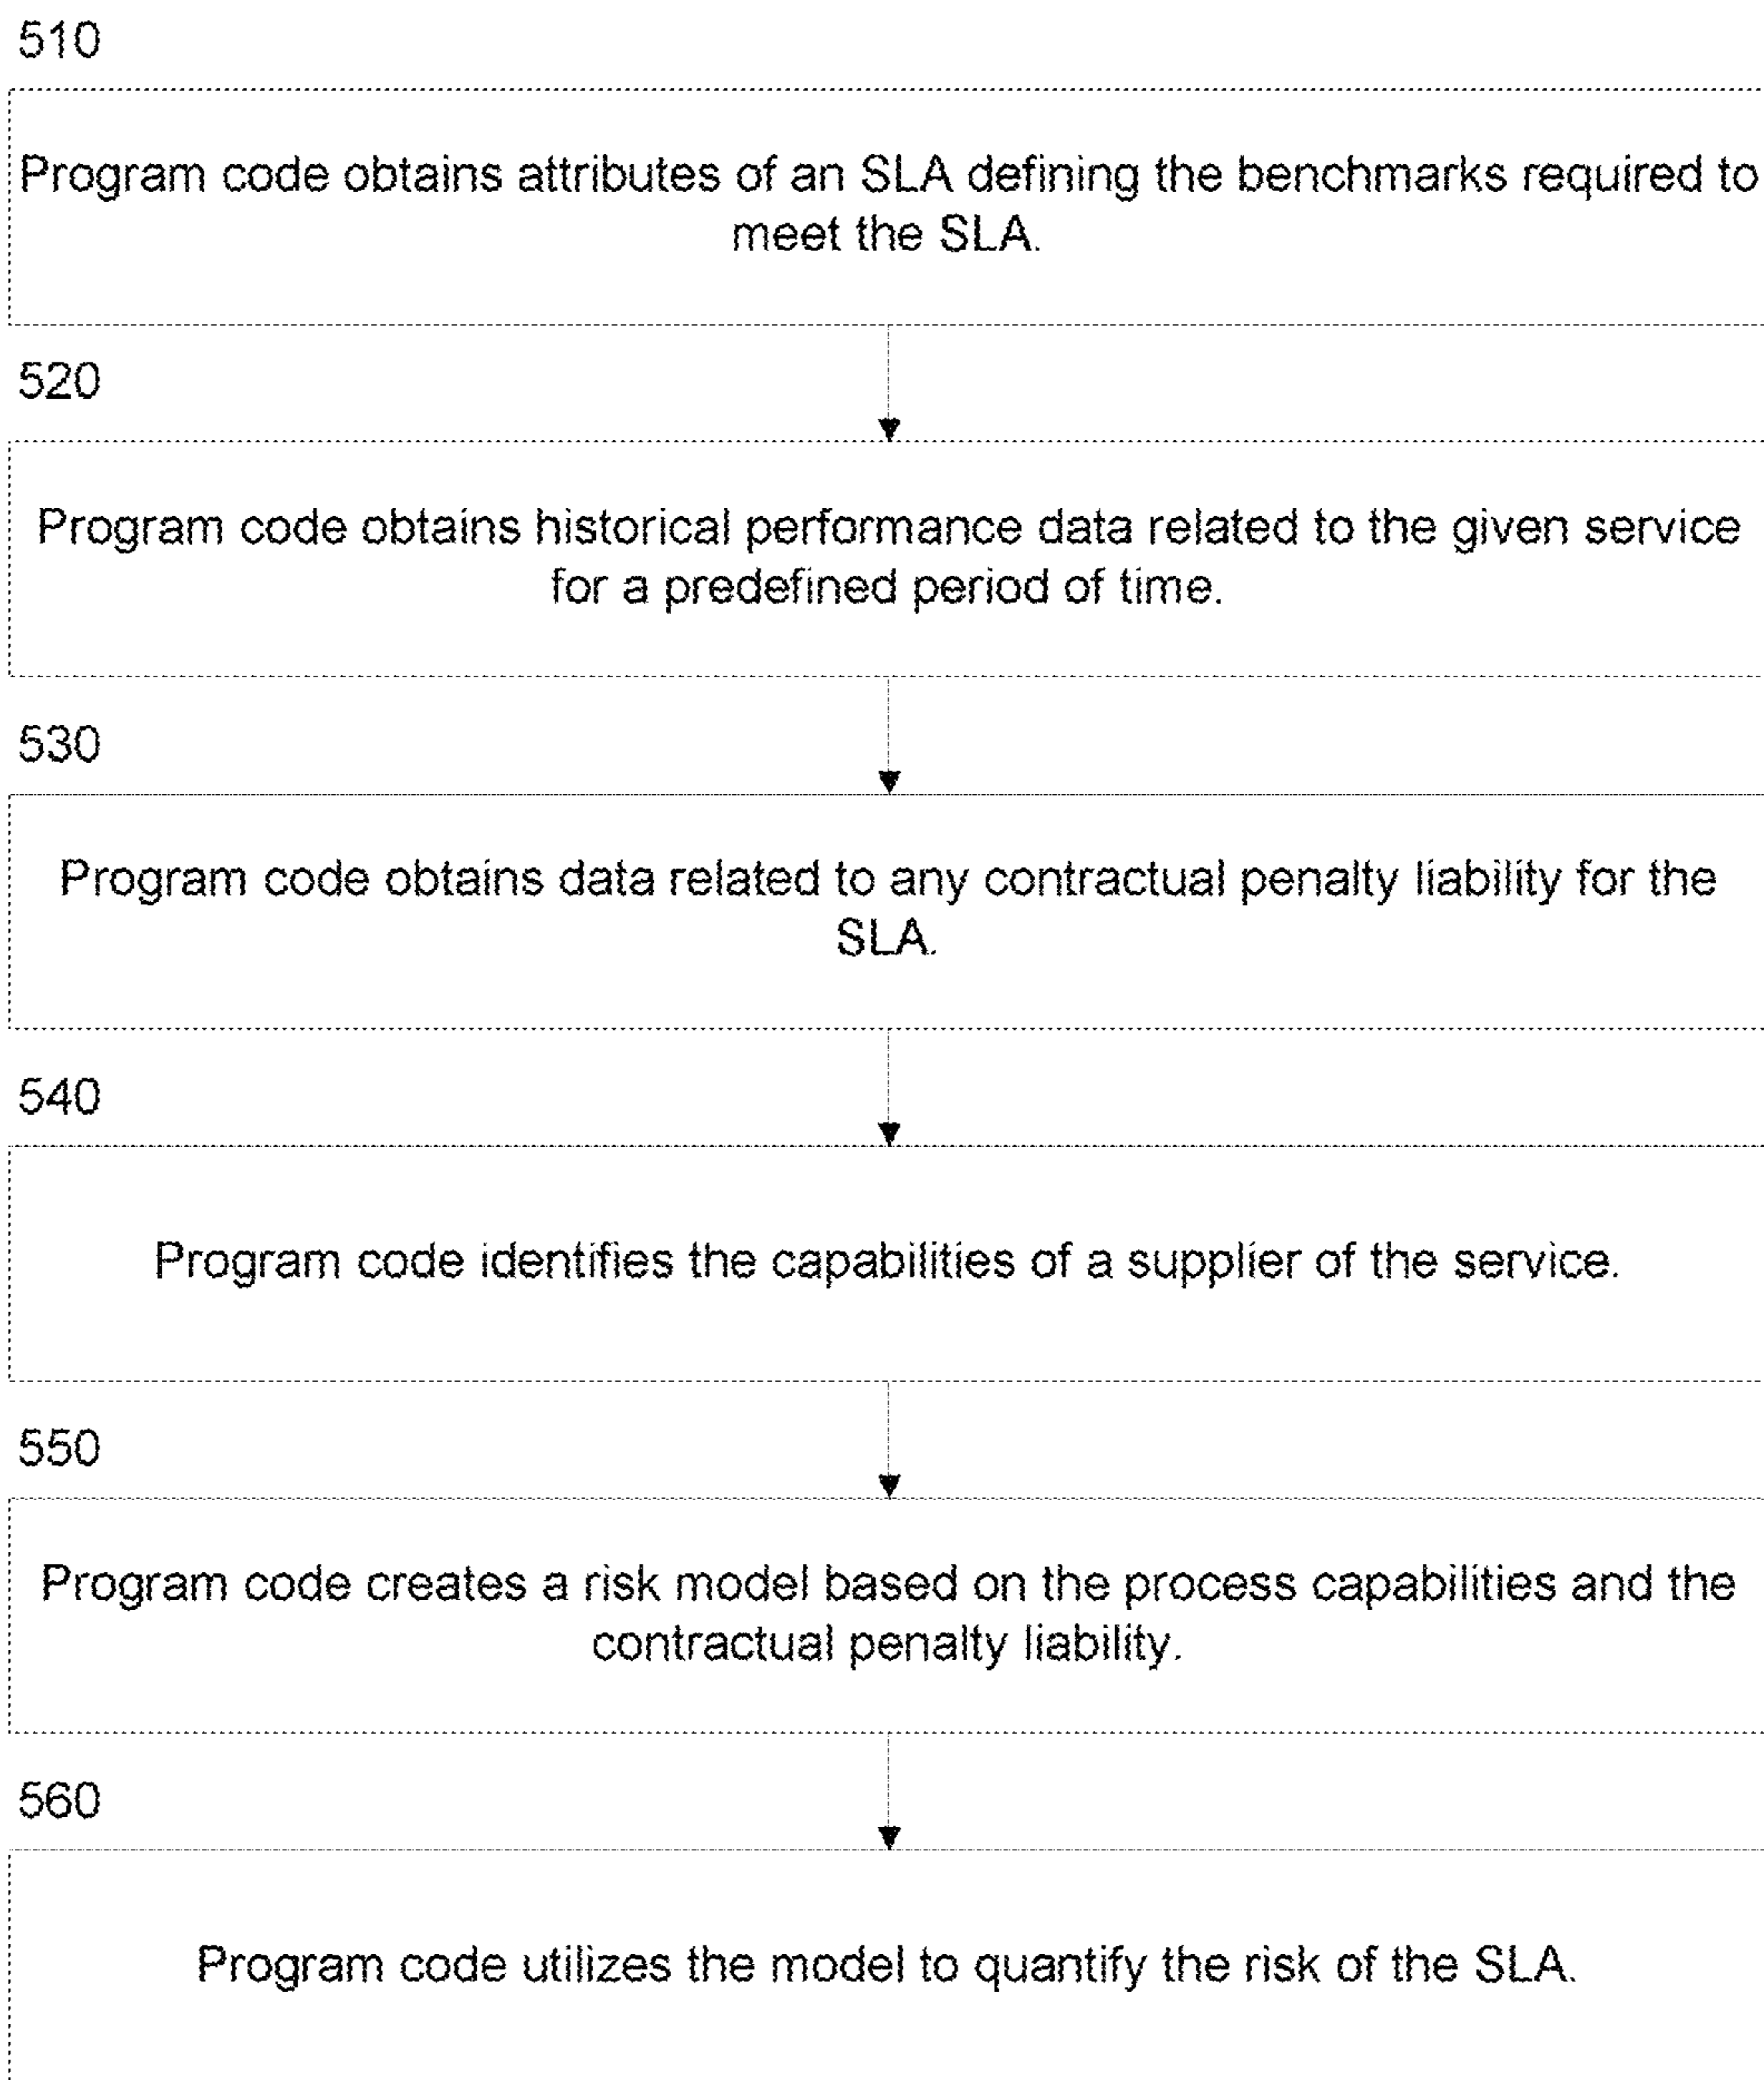 510
Program code obtains attributes of an SLA defining the benchmarks required to
meet the SLA.
520
Program code obtains historical performance data related to the given service
for a predefined period of time.
530
Program code obtains data related to any contractual penalty liability for the
SLA.
540
Program code identifies the capabilities of a supplier of the service.
550
Program code creates a risk model based on the process capabilities and the
contractual penalty liability.
560
Program code utilizes the model to quantify the risk of the SLA.